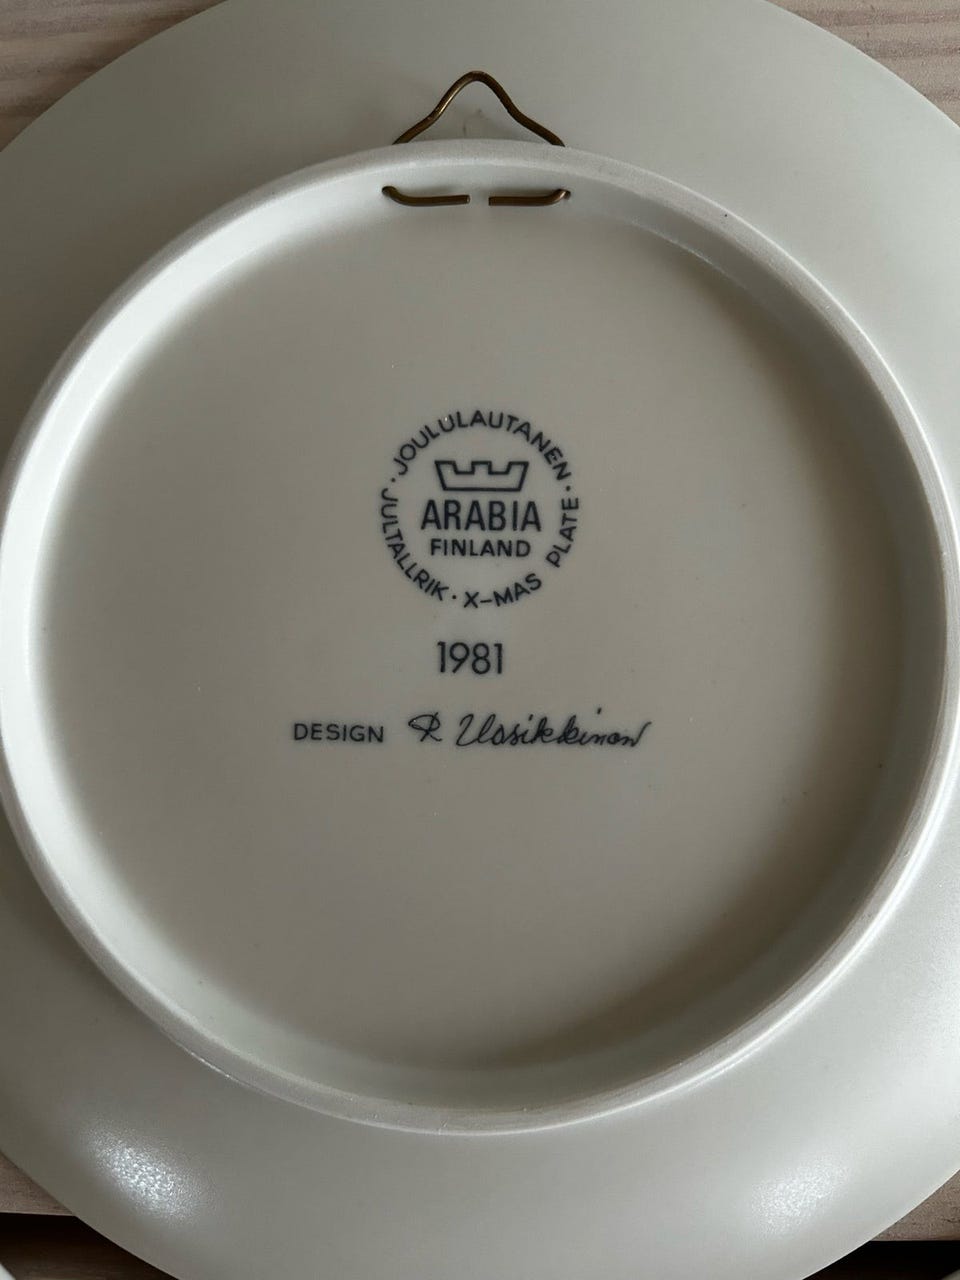 · JOULULAUTANEN · X-MAS PLATE · JULTALLRIK
ARABIA
FINLAND
1981
DESIGN R Uosikkinen